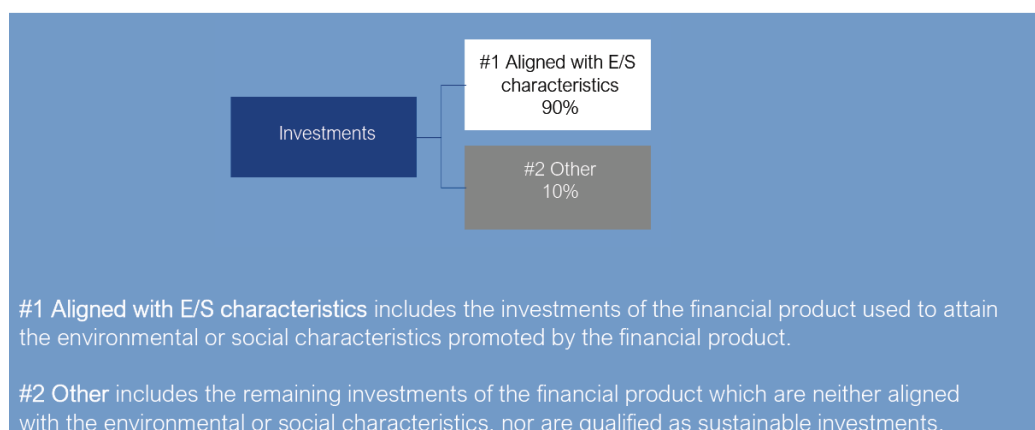 #1 Aligned with E/S
characteristics
90%
Investments
#2 Other
10%
#1 Aligned with E/S characteristics includes the investments of the financial product used to attain
the environmental or social characteristics promoted by the financial product.
#2 Other includes the remaining investments of the financial product which are neither aligned
with the environmental or social characteristics, nor are qualified as sustainable investments.